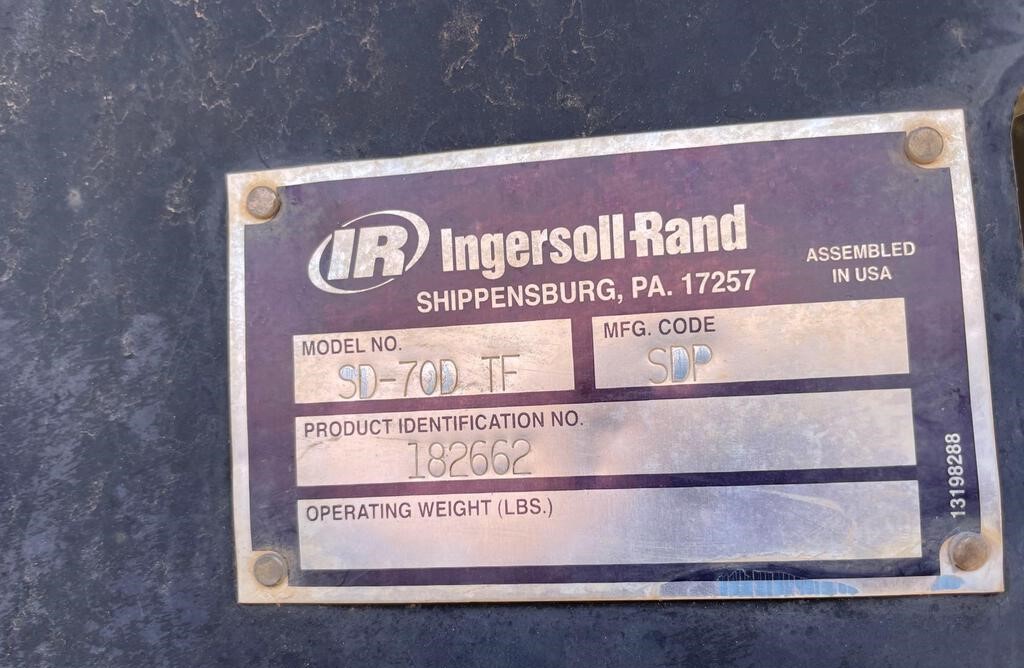 IR Ingersoll-Rand
SHIPPENSBURG, PA. 17257
ASSEMBLED
IN USA
MODEL NO.
SD-70D TF
MFG. CODE
SDP
PRODUCT IDENTIFICATION NO.
182662
OPERATING WEIGHT (LBS.)
13198288